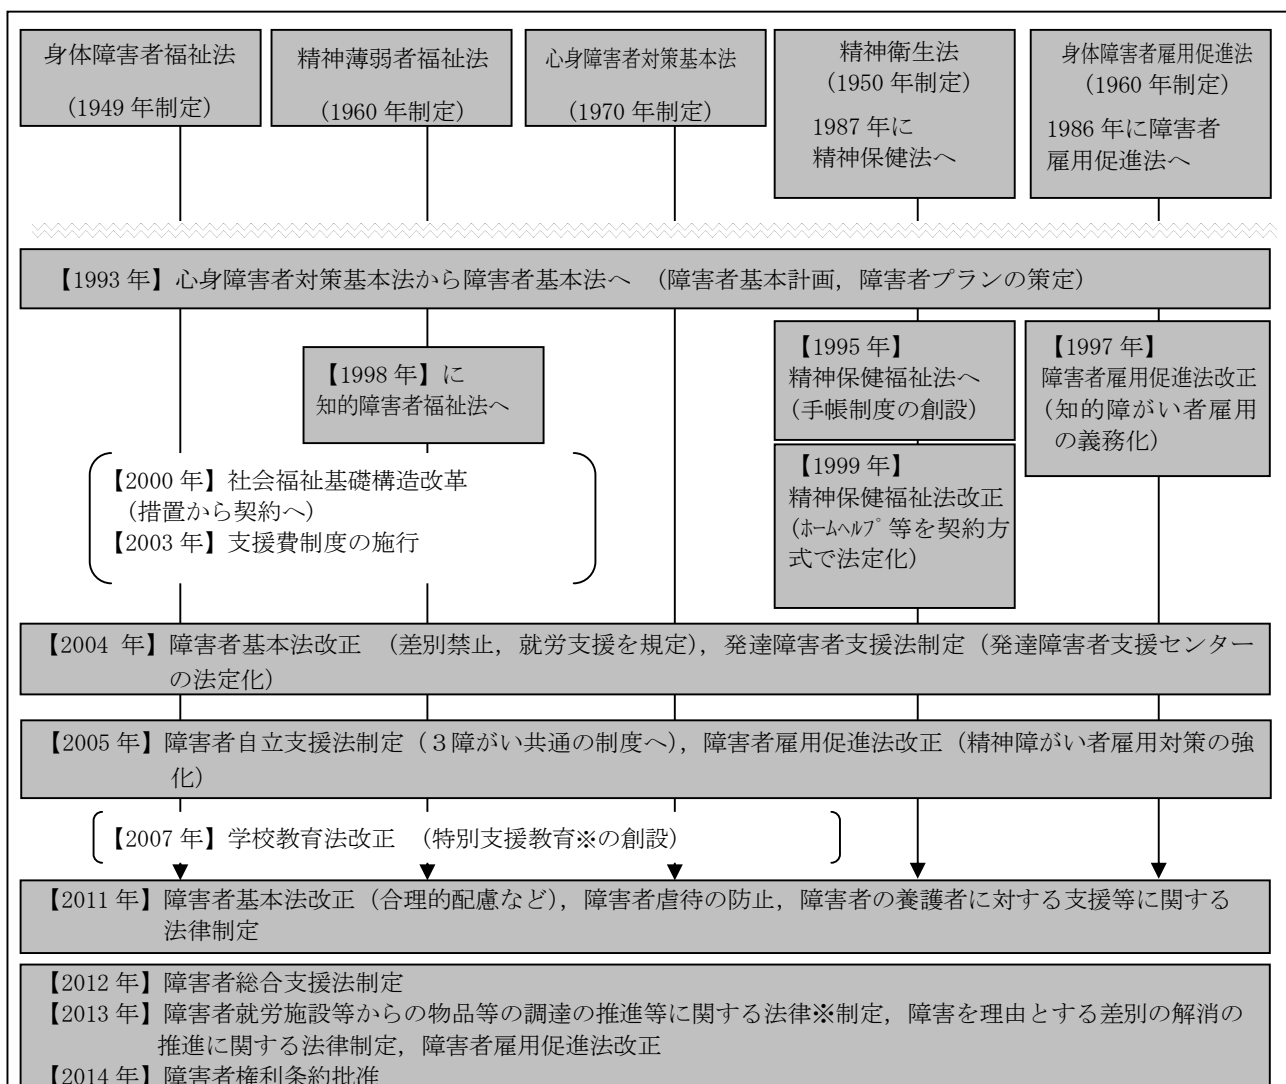 身体障害者福祉法
(1949 年制定)
精神薄弱者福祉法
(1960 年制定)
心身障害者対策基本法
(1970 年制定)
精神衛生法
(1950 年制定)
1987 年に
精神保健法へ
身体障害者雇用促進法
(1960 年制定)
1986 年に障害者
雇用促進法へ
【1993 年】心身障害者対策基本法から障害者基本法へ (障害者基本計画，障害者プランの策定)
【1998 年】に
知的障害者福祉法へ
【1995 年】
精神保健福祉法へ
(手帳制度の創設)
【1997 年】
障害者雇用促進法改正
(知的障がい者雇用
の義務化)
【2000 年】社会福祉基礎構造改革
(措置から契約へ)
【2003 年】支援費制度の施行
【1999 年】
精神保健福祉法改正
(ﾎｰﾑﾍﾙﾌﾟ等を契約方
式で法定化)
【2004 年】障害者基本法改正 (差別禁止，就労支援を規定)，発達障害者支援法制定 (発達障害者支援センター
の法定化)
【2005 年】障害者自立支援法制定 (３障がい共通の制度へ)，障害者雇用促進法改正 (精神障がい者雇用対策の強
化)
【2007 年】学校教育法改正 (特別支援教育※の創設)
【2011 年】障害者基本法改正 (合理的配慮など)，障害者虐待の防止，障害者の養護者に対する支援等に関する
法律制定
【2012 年】障害者総合支援法制定
【2013 年】障害者就労施設等からの物品等の調達の推進等に関する法律※制定，障害を理由とする差別の解消の
推進に関する法律制定，障害者雇用促進法改正
【2014 年】障害者権利条約批准